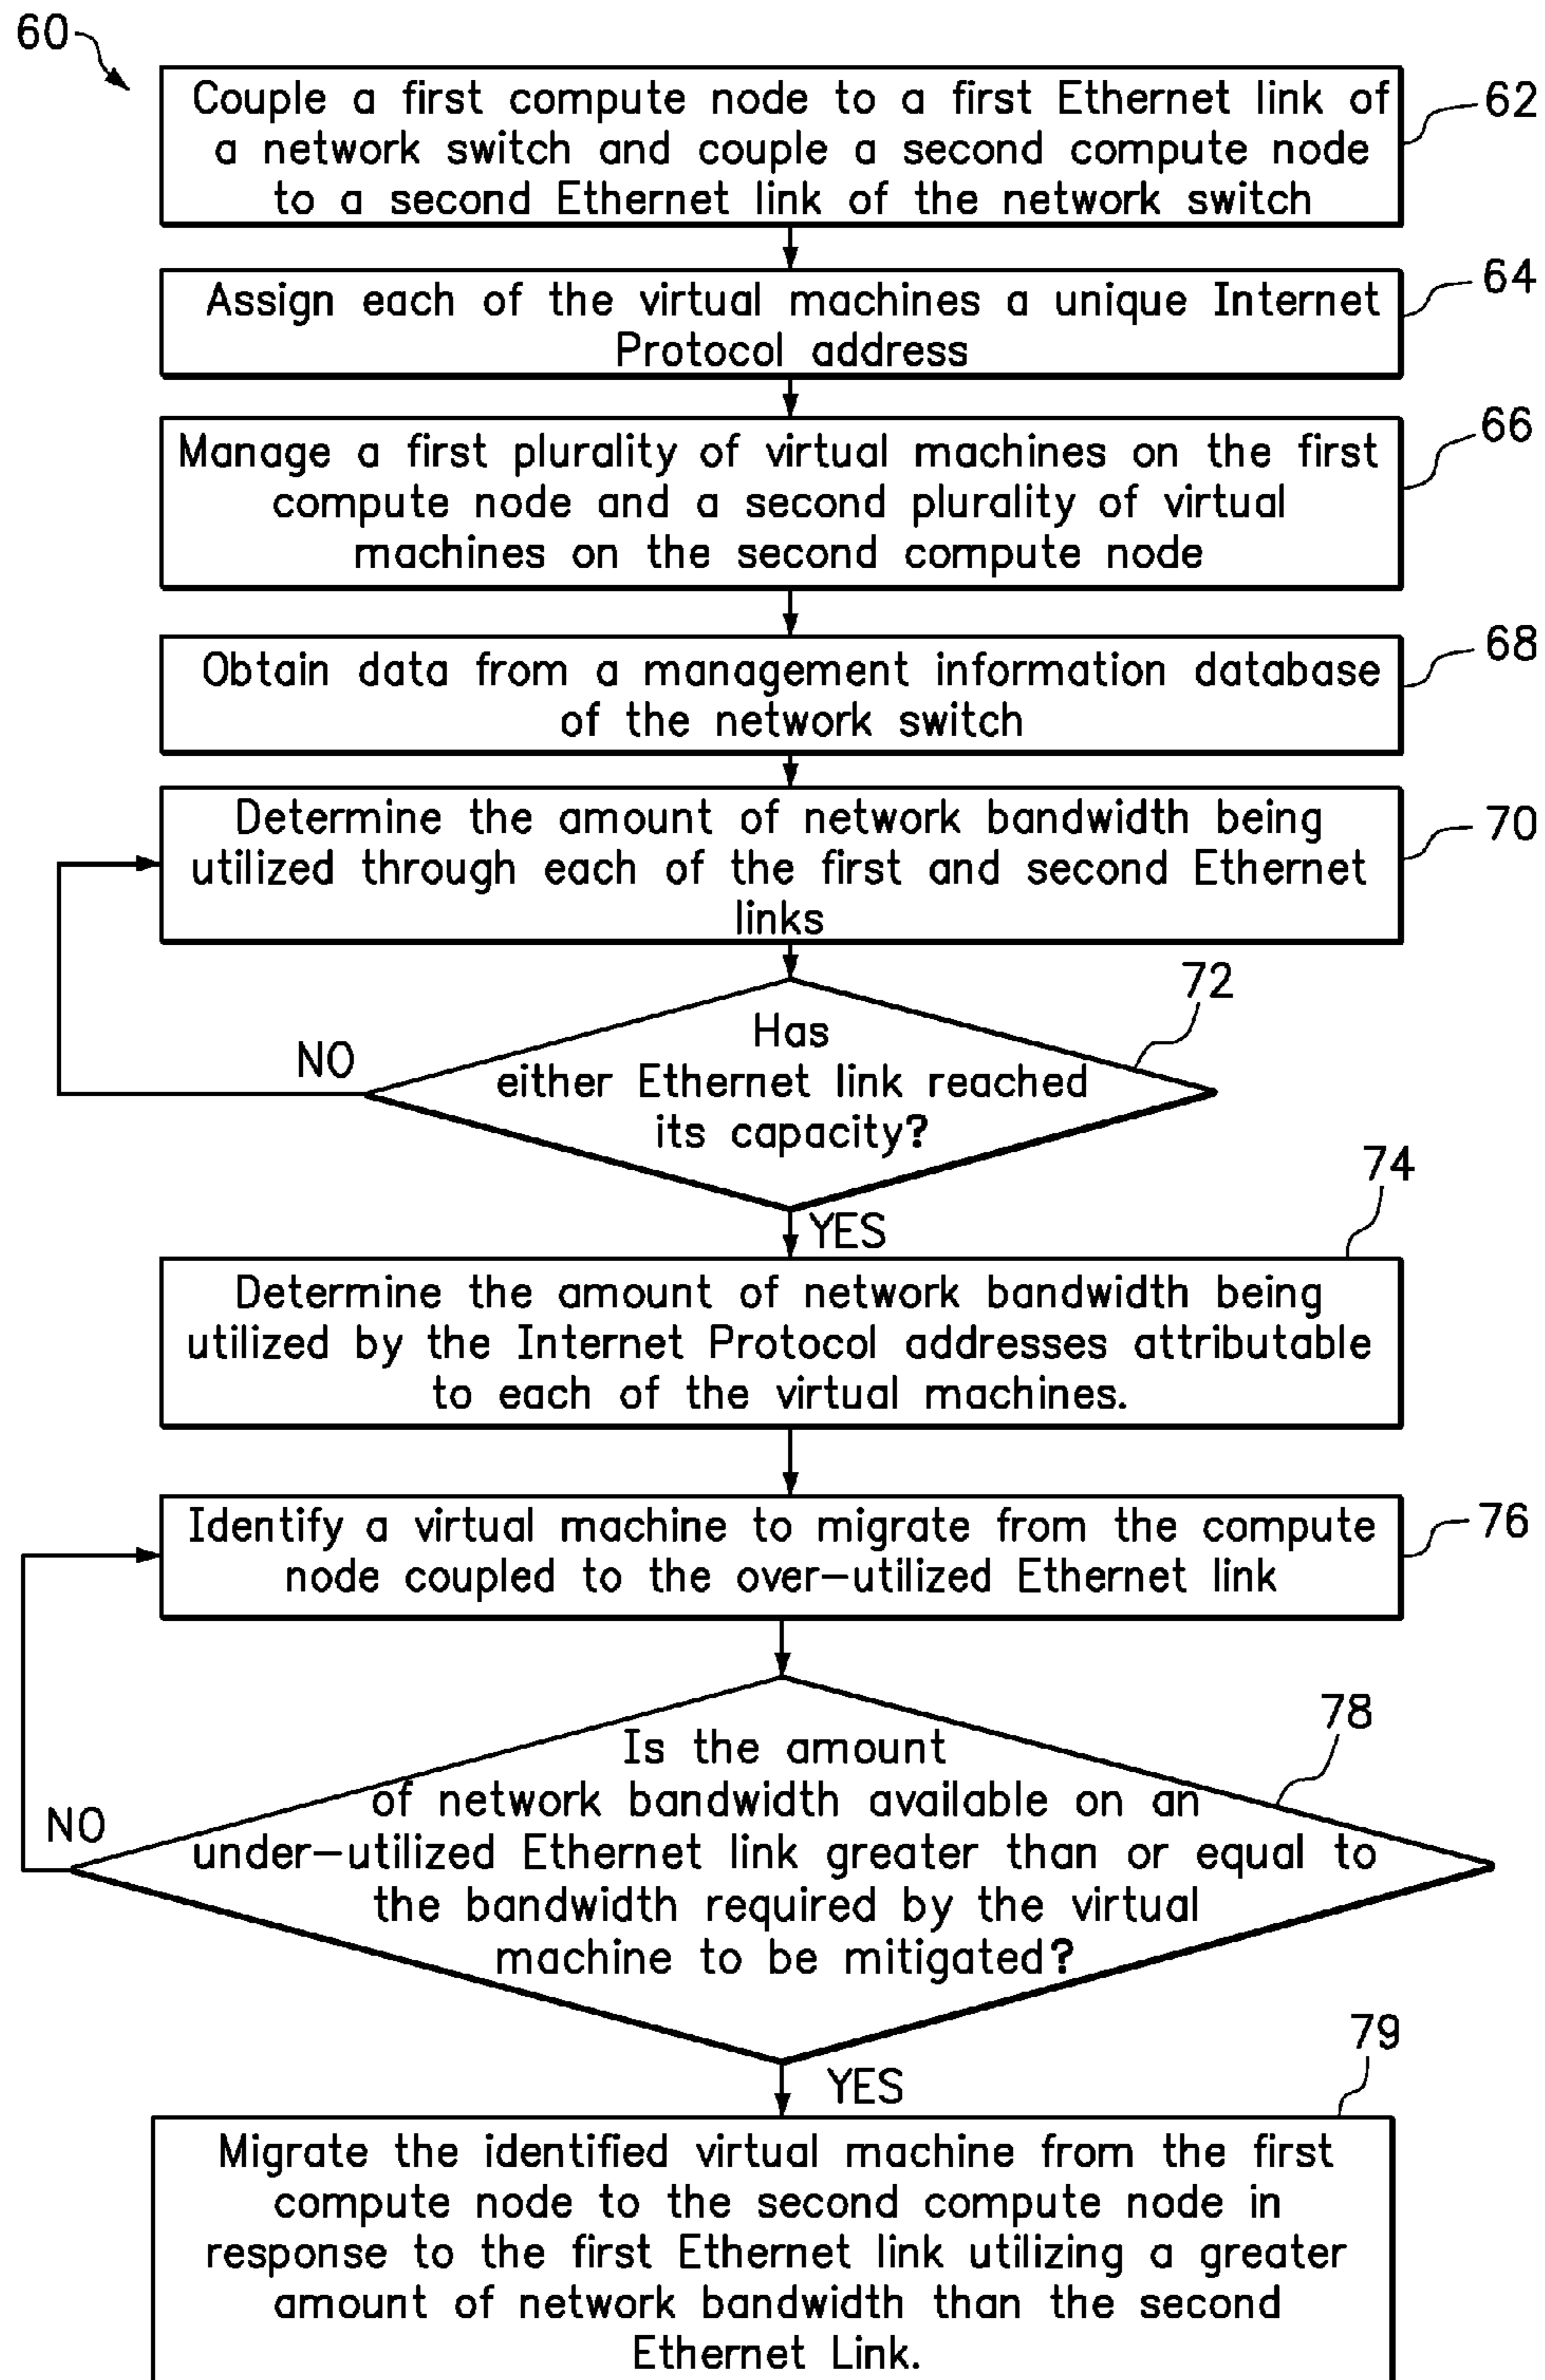 60
Couple a first compute node to a first Ethernet link of
a network switch and couple a second compute node
to a second Ethernet link of the network switch
62
Assign each of the virtual machines a unique Internet
Protocol address
64
Manage a first plurality of virtual machines on the first
compute node and a second plurality of virtual
machines on the second compute node
66
Obtain data from a management information database
of the network switch
68
Determine the amount of network bandwidth being
utilized through each of the first and second Ethernet
links
70
Has
either Ethernet link reached
its capacity?
72
NO
YES
Determine the amount of network bandwidth being
utilized by the Internet Protocol addresses attributable
to each of the virtual machines.
74
Identify a virtual machine to migrate from the compute
node coupled to the over-utilized Ethernet link
76
Is the amount
of network bandwidth available on an
under-utilized Ethernet link greater than or equal to
the bandwidth required by the virtual
machine to be mitigated?
78
NO
YES
79
Migrate the identified virtual machine from the first
compute node to the second compute node in
response to the first Ethernet link utilizing a greater
amount of network bandwidth than the second
Ethernet Link.